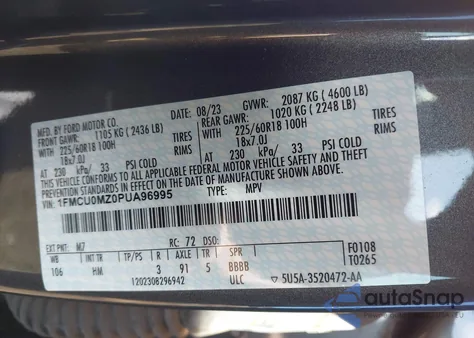 MFD. BY FORD MOTOR CO.
08/23 GVWR: 2087 KG ( 4600 LB)
FRONT GAWR: 1105 KG ( 2436 LB) REAR GAWR: 1020 KG ( 2248 LB)
WITH 225/60R18 100H TIRES WITH 225/60R18 100H TIRES
18x7.0J RIMS 18x7.0J RIMS
AT 230 kPa/ 33 PSI COLD AT 230 kPa/ 33 PSI COLD
THIS VEHICLE CONFORMS TO ALL APPLICABLE FEDERAL MOTOR VEHICLE SAFETY, BUMPER, AND THEFT PREVENTION STANDARDS IN EFFECT ON THE DATE OF MANUFACTURE SHOWN ABOVE.
VIN: 1FMCU0MZ0PUA96995
TYPE: MPV
EXT PNT: M7 RC: 72 DSO:
WB TP/PS R AXLE TR SPR
106 HM 3 91 5 BBBB
1202308296942 ULC
F0108
T0265
▽ 5U5A-3520472-AA
autoSnap